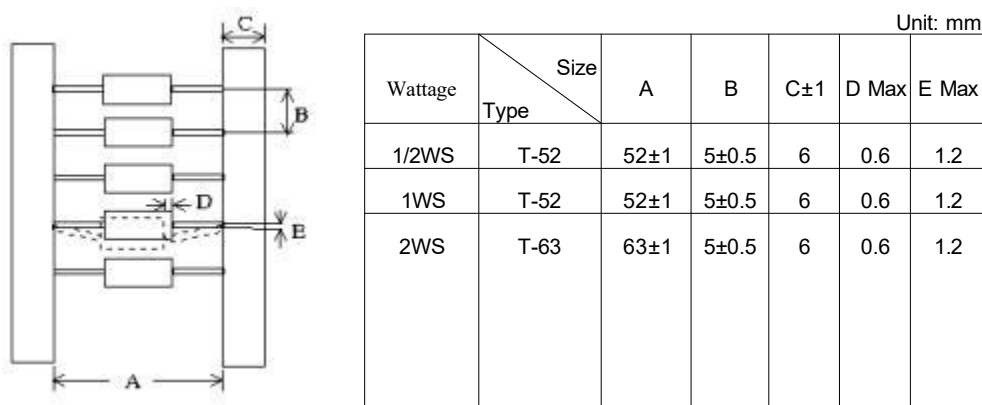 C
B
D
E
A
Unit: mm
Wattage Size Type A B C±1 D Max E Max
1/2WS T-52 52±1 5±0.5 6 0.6 1.2
1WS T-52 52±1 5±0.5 6 0.6 1.2
2WS T-63 63±1 5±0.5 6 0.6 1.2